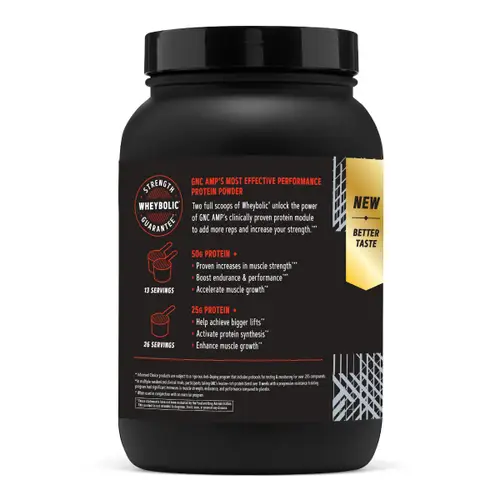 STRENGTH
WHEYBOLIC™
GUARANTEE
GNC AMP'S MOST EFFECTIVE PERFORMANCE
PROTEIN POWDER
Two full scoops of Wheybolic® unlock the power
of GNC AMP's clinically proven protein module
to add more reps and increase your strength.
50G PROTEIN +
• Proven increases in muscle strength
• Boost endurance & performance
• Accelerate muscle growth
13 SERVINGS
25G PROTEIN +
• Help achieve bigger lifts
• Activate protein synthesis
• Enhance muscle growth
26 SERVINGS
NEW
BETTER
TASTE